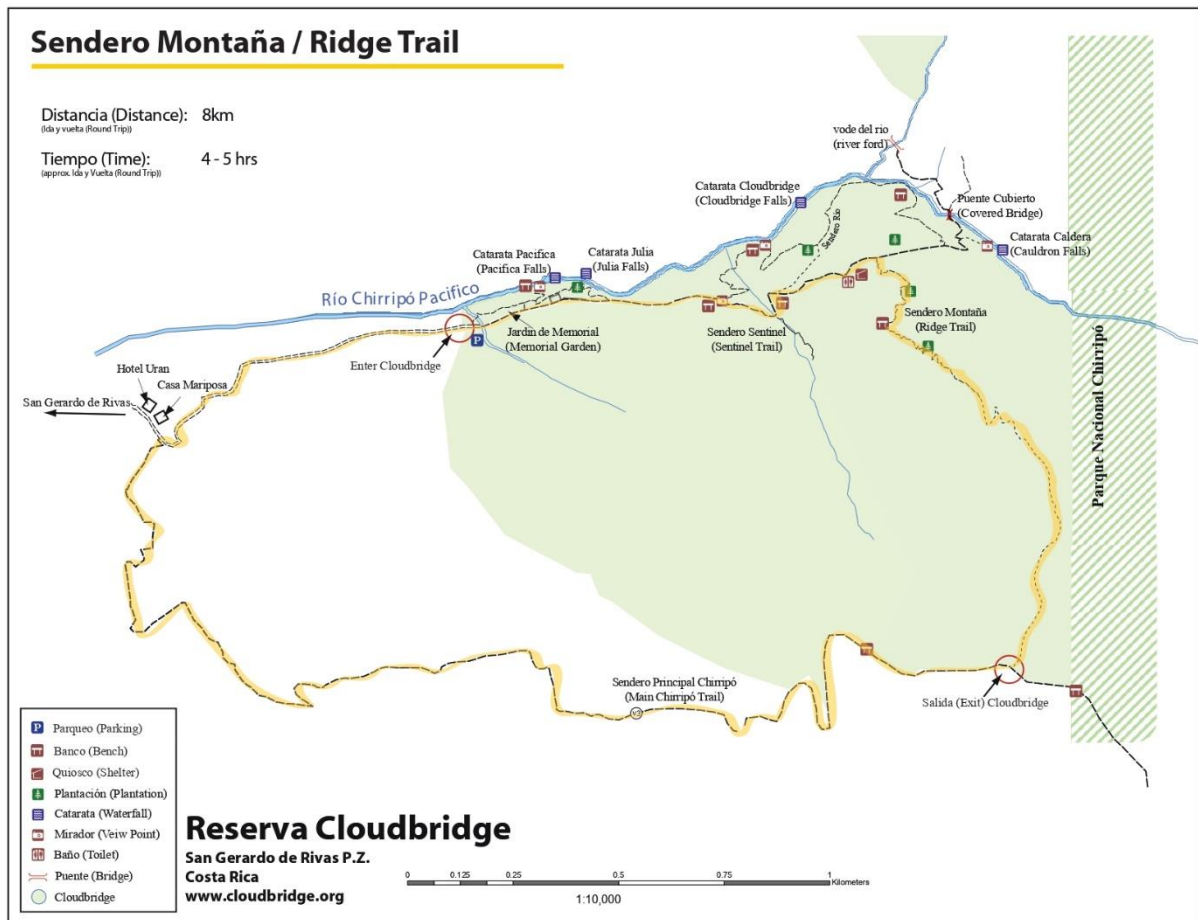 Sendero Montaña / Ridge Trail
Distancia (Distance): 8km
(Ida y vuelta (Round Trip))
Tiempo (Time): 4 - 5 hrs
(approx. Ida y Vuelta (Round Trip))
vode del rio
(river ford)
Catarata Cloudbridge
(Cloudbridge Falls)
Puente Cubierto
(Covered Bridge)
Sendero Rio
Catarata Caldera
(Cauldron Falls)
Catarata Pacifica
(Pacifica Falls)
Catarata Julia
(Julia Falls)
Río Chirripó Pacifico
Jardin de Memorial
(Memorial Garden)
Sendero Sentinel
(Sentinel Trail)
Sendero Montaña
(Ridge Trail)
Enter Cloudbridge
P
Hotel Uran
Casa Mariposa
San Gerardo de Rivas
Parque Nacional Chirripó
Sendero Principal Chirripó
(Main Chirripó Trail)
Salida (Exit) Cloudbridge
P Parqueo (Parking)
Banco (Bench)
Quiosco (Shelter)
Plantación (Plantation)
Catarata (Waterfall)
Mirador (Veiw Point)
Baño (Toilet)
Puente (Bridge)
Cloudbridge
Reserva Cloudbridge
San Gerardo de Rivas P.Z.
Costa Rica
www.cloudbridge.org
0 0.125 0.25 0.5 0.75 1
Kilometers
1:10,000